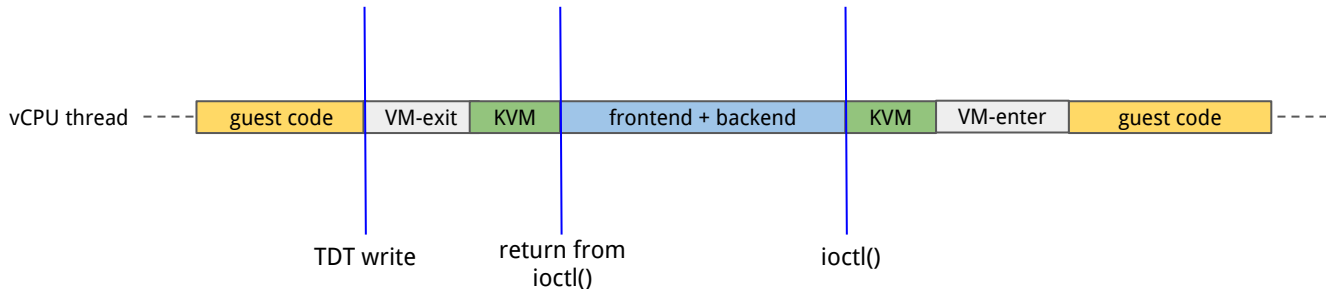 vCPU thread
guest code
VM-exit
KVM
frontend + backend
KVM
VM-enter
guest code
TDT write
return from
ioctl()
ioctl()